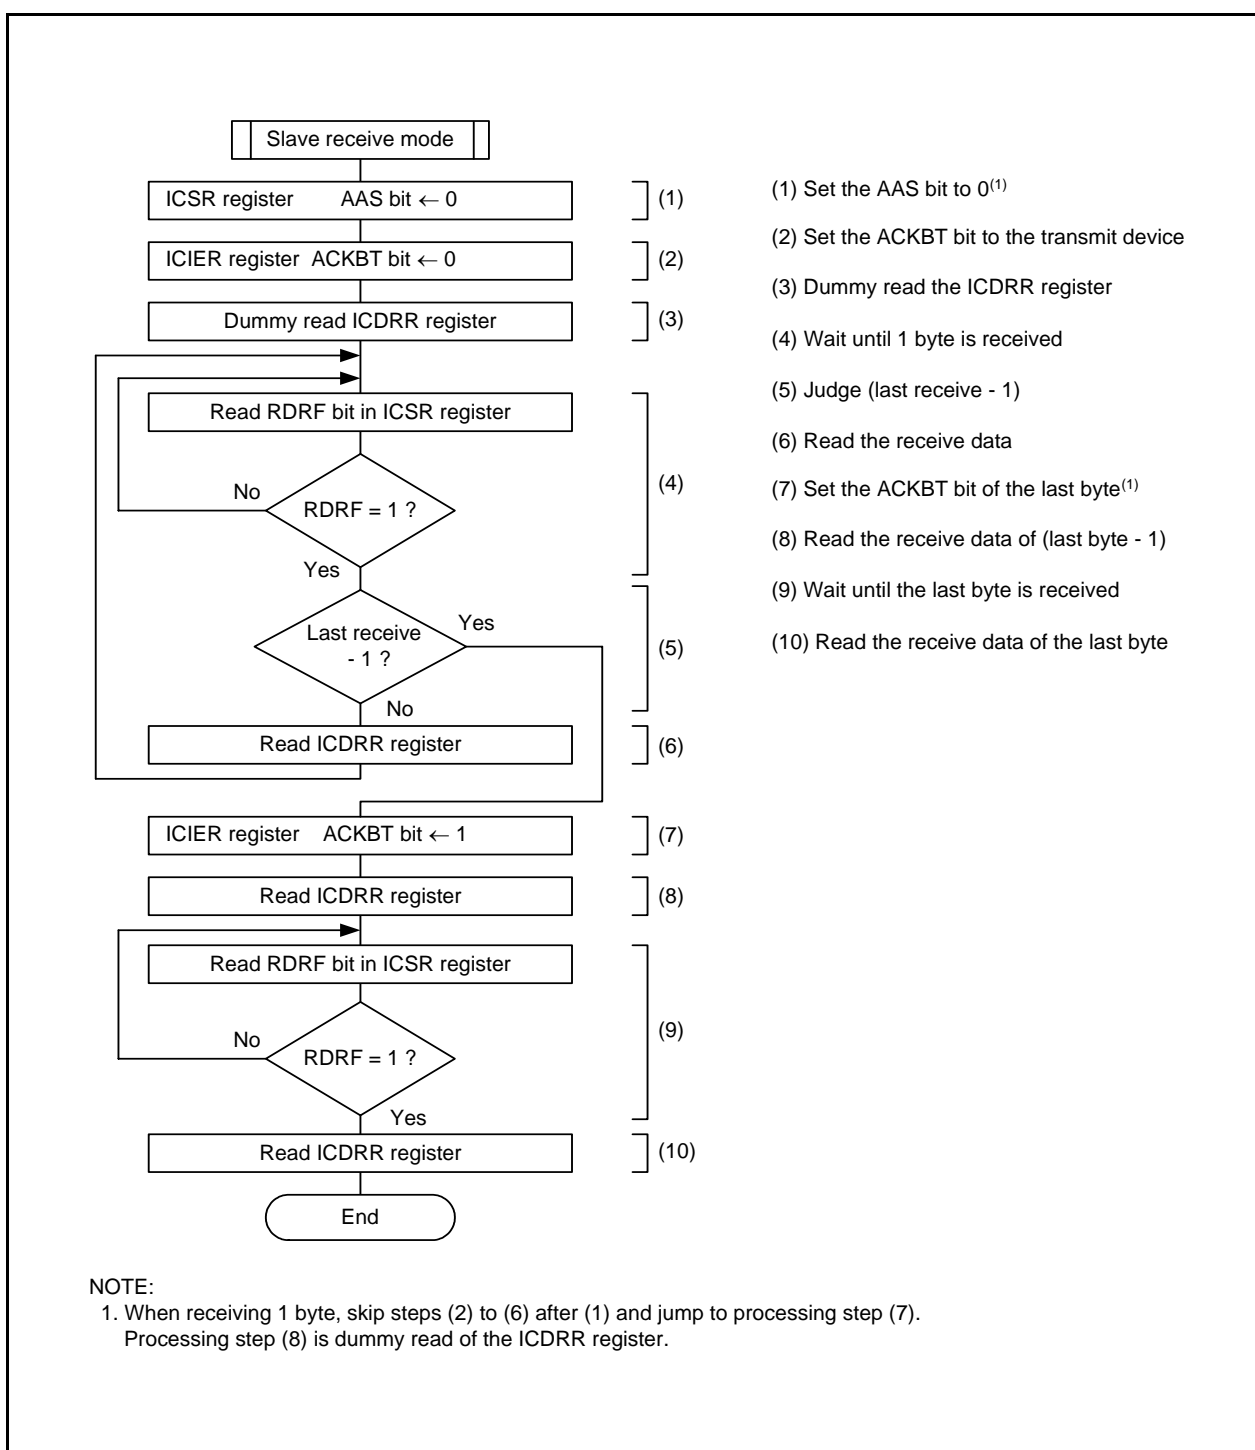 Slave receive mode
ICSR register AAS bit ← 0
(1)
ICIER register ACKBT bit ← 0
(2)
Dummy read ICDRR register
(3)
Read RDRF bit in ICSR register
No
RDRF = 1 ?
(4)
Yes
Last receive
- 1 ?
Yes
(5)
No
Read ICDRR register
(6)
ICIER register ACKBT bit ← 1
(7)
Read ICDRR register
(8)
Read RDRF bit in ICSR register
No
RDRF = 1 ?
(9)
Yes
Read ICDRR register
(10)
End
(1) Set the AAS bit to 0(1)
(2) Set the ACKBT bit to the transmit device
(3) Dummy read the ICDRR register
(4) Wait until 1 byte is received
(5) Judge (last receive - 1)
(6) Read the receive data
(7) Set the ACKBT bit of the last byte(1)
(8) Read the receive data of (last byte - 1)
(9) Wait until the last byte is received
(10) Read the receive data of the last byte
NOTE:
1. When receiving 1 byte, skip steps (2) to (6) after (1) and jump to processing step (7).
Processing step (8) is dummy read of the ICDRR register.